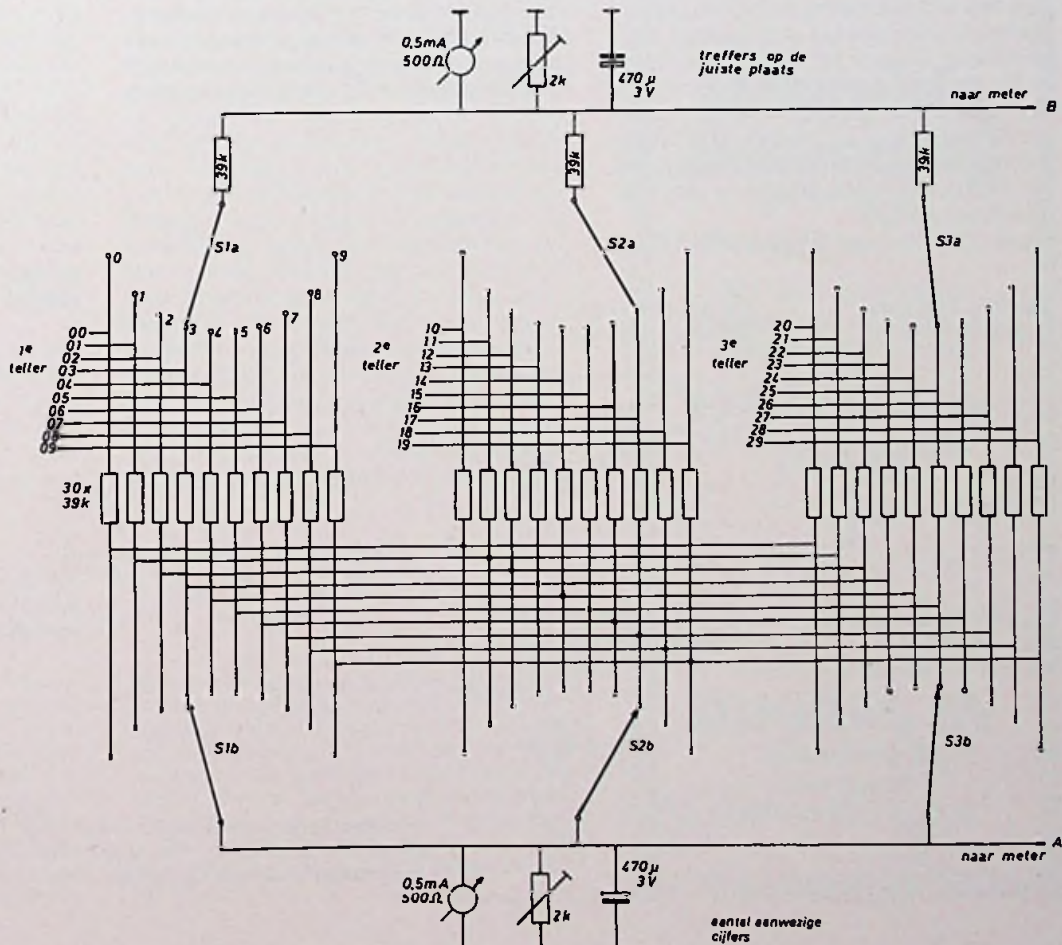 0,5mA
500Ω
2k
470 μ
3V
treffers op de
juiste plaats
naar meter
B
39k
39k
39k
S1a
S2a
S3a
0
1
2
3
4
5
6
7
8
9
1e
teller
00
01
02
03
04
05
06
07
08
09
2e
teller
10
11
12
13
14
15
16
17
18
19
3e
teller
20
21
22
23
24
25
26
27
28
29
30x
39k
S1b
S2b
S3b
A
naar meter
0,5mA
500Ω
2k
470 μ
3V
aantal aanwezige
cijfers